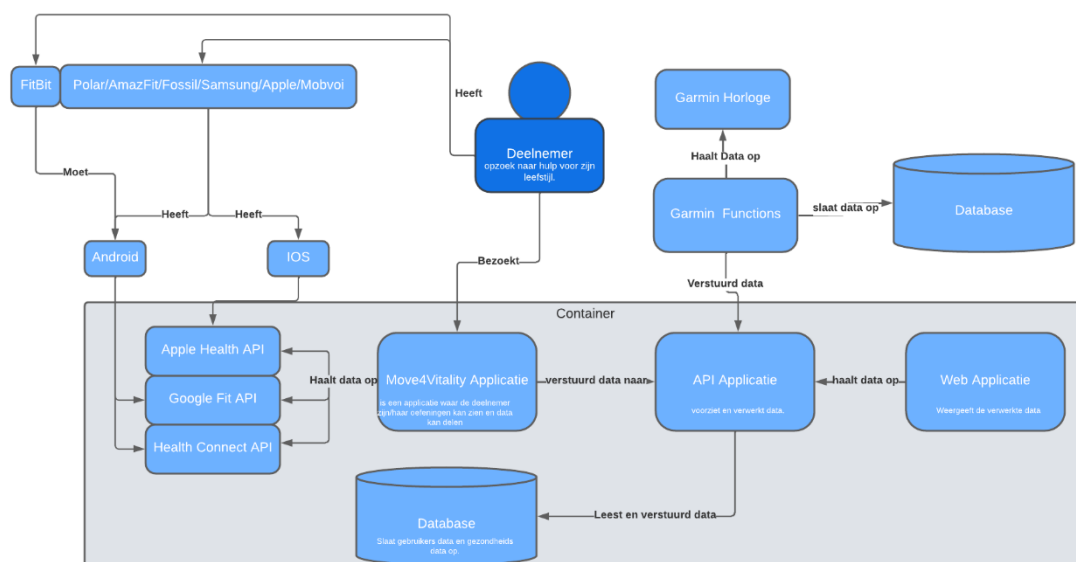 FitBit
Polar/AmazFit/Fossil/Samsung/Apple/Mobvoi
Heeft
Deelnemer
opzoek naar hulp voor zijn
leefstijl.
Garmin Horloge
Haalt Data op
Garmin Functions
slaat data op
Database
Moet
Heeft
Heeft
Android
IOS
Bezoekt
Verstuurd data
Container
Apple Health API
Google Fit API
Health Connect API
Haalt data op
Move4Vitality Applicatie
is een applicatie waar de deelnemer
zijn/haar oefeningen kan zien en data
kan delen
verstuurd data naan
API Applicatie
voorziet en verwerkt data.
haalt data op
Web Applicatie
Weergeeft de verwerkte data
Database
Slaat gebruikers data en gezondheids
data op.
Leest en verstuurd data